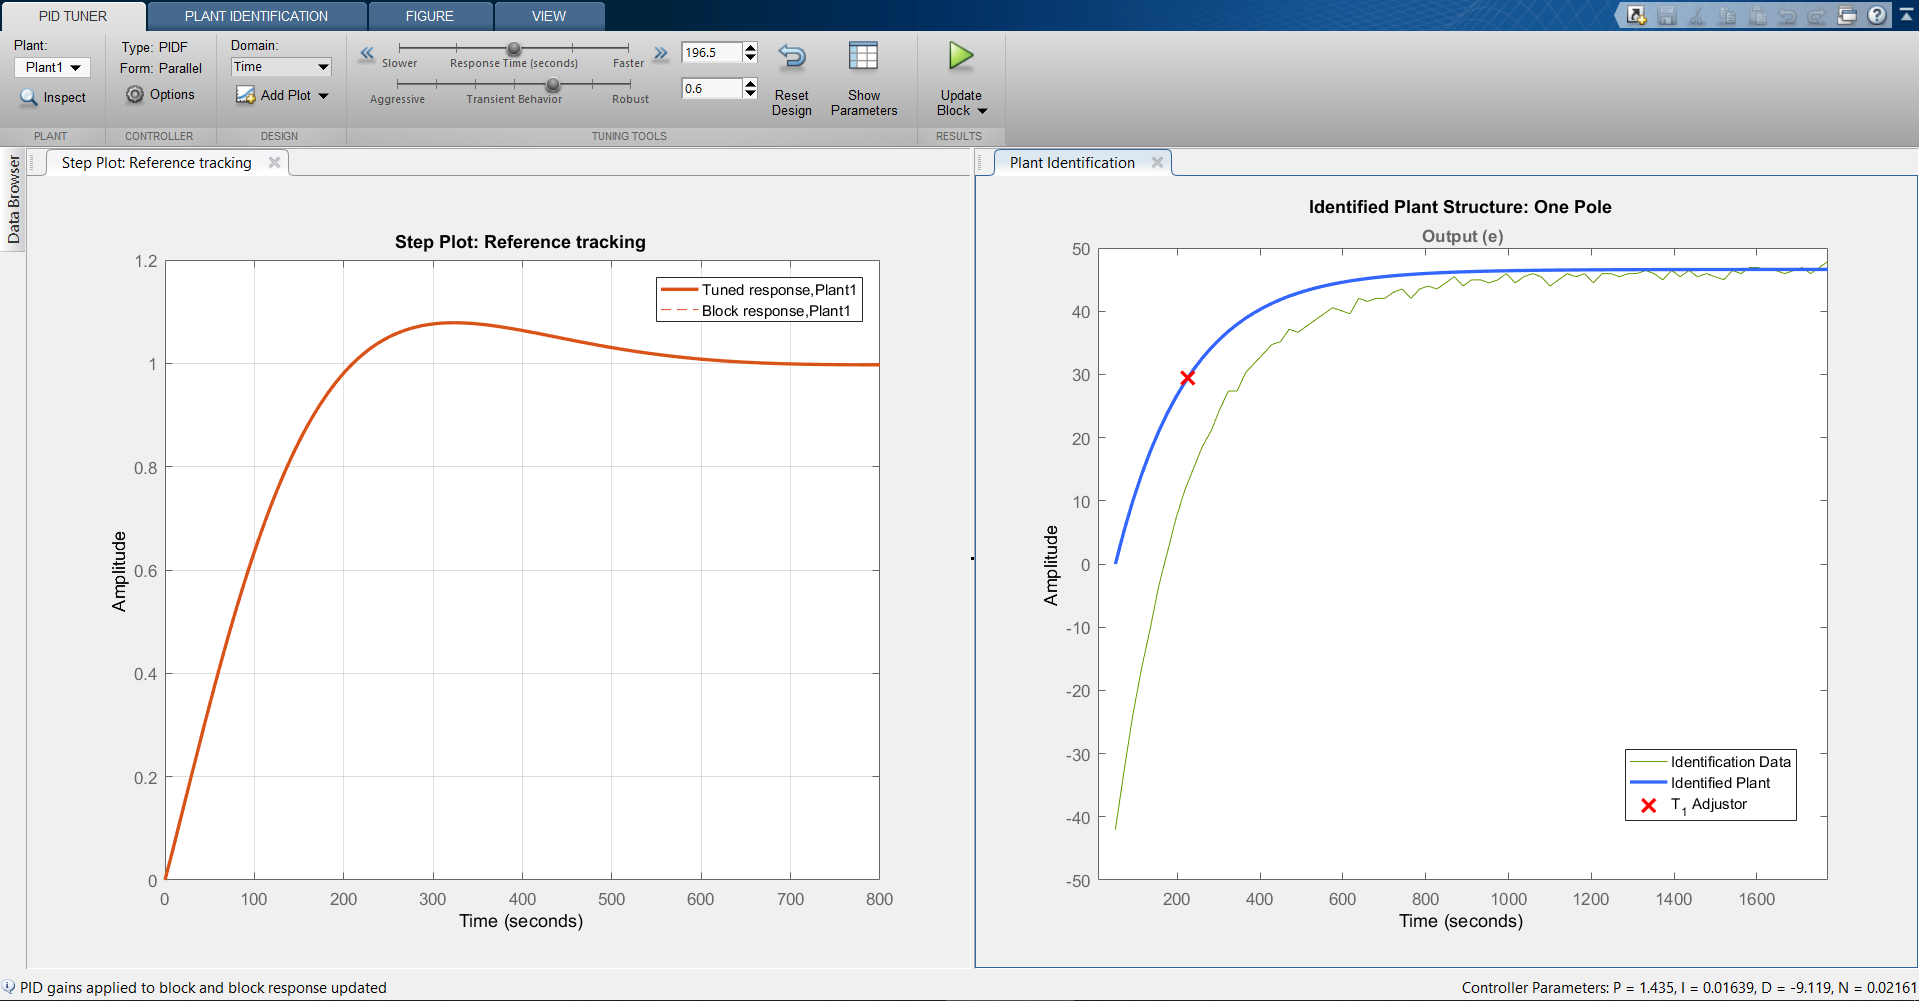 PID TUNER
PLANT IDENTIFICATION
FIGURE
VIEW
Plant:
Plant1
Inspect
PLANT
Type: PIDF
Form: Parallel
Options
CONTROLLER
Domain:
Time
Add Plot
DESIGN
Slower
Response Time (seconds)
Faster
196.5
Aggressive
Transient Behavior
Robust
0.6
Reset
Design
Show
Parameters
TUNING TOOLS
Update
Block
RESULTS
Data Browser
Step Plot: Reference tracking
Step Plot: Reference tracking
1.2
1
0.8
0.6
0.4
0.2
0
Amplitude
Tuned response,Plant1
Block response,Plant1
0 100 200 300 400 500 600 700 800
Time (seconds)
Plant Identification
Identified Plant Structure: One Pole
Output (e)
50
40
30
20
10
0
-10
-20
-30
-40
-50
Amplitude
Identification Data
Identified Plant
T1 Adjustor
200 400 600 800 1000 1200 1400 1600
Time (seconds)
PID gains applied to block and block response updated
Controller Parameters: P = 1.435, I = 0.01639, D = -9.119, N = 0.02161